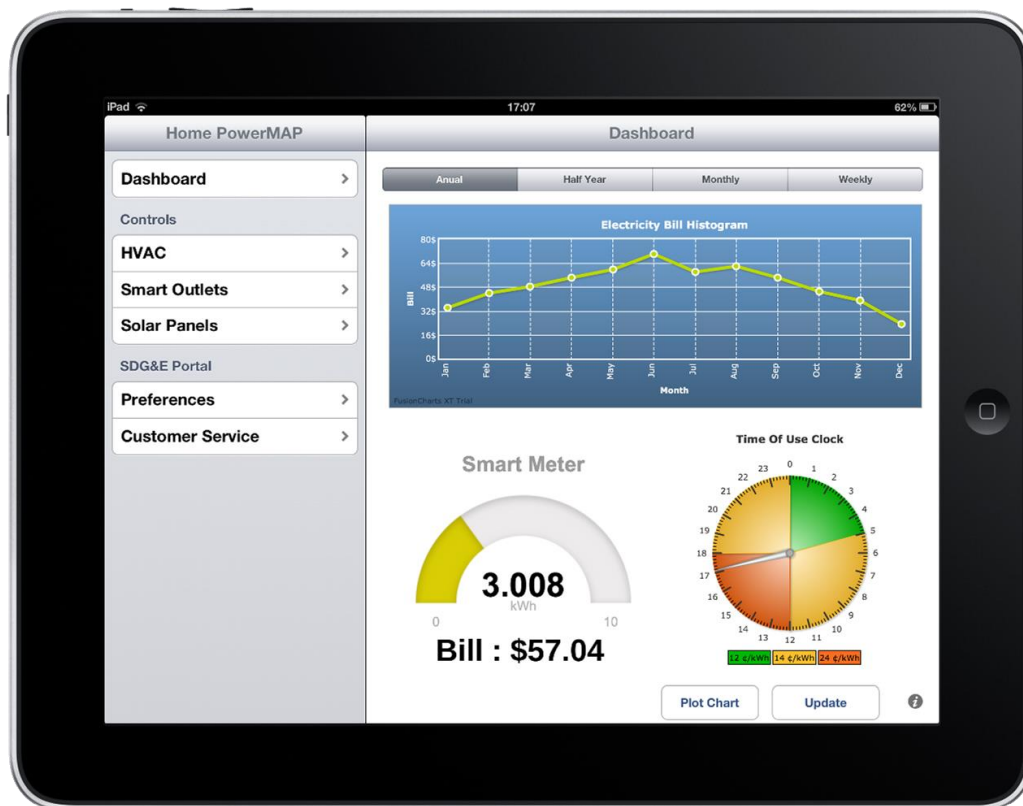 iPad 17:07 62%
Home PowerMAP
Dashboard
Controls
HVAC
Smart Outlets
Solar Panels
SDG&E Portal
Preferences
Customer Service
Dashboard
Anual Half Year Monthly Weekly
Electricity Bill Histogram
80$
64$
48$
32$
16$
0$
Bill
Jan Feb Mar Apr May Jun Jul Aug Sep Oct Nov Dec
Month
FusionCharts XT Trial
Smart Meter
3.008
kWh
0 10
Bill : $57.04
Time Of Use Clock
0 1 2 3 4 5 6 7 8 9 10 11 12 13 14 15 16 17 18 19 20 21 22 23
12 ¢/kWh 14 ¢/kWh 24 ¢/kWh
Plot Chart Update
i